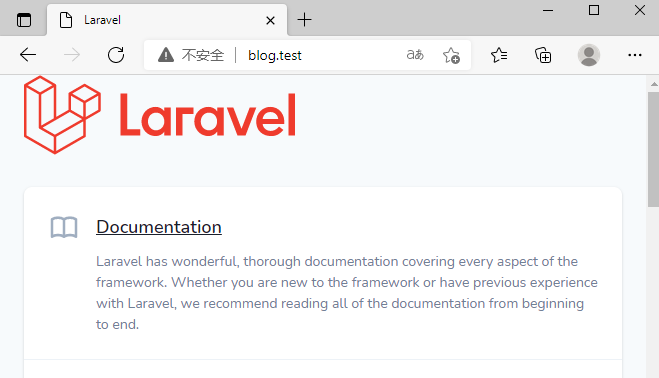 Laravel
不安全
blog.test
aあ
Laravel
Documentation
Laravel has wonderful, thorough documentation covering every aspect of the
framework. Whether you are new to the framework or have previous experience
with Laravel, we recommend reading all of the documentation from beginning
to end.